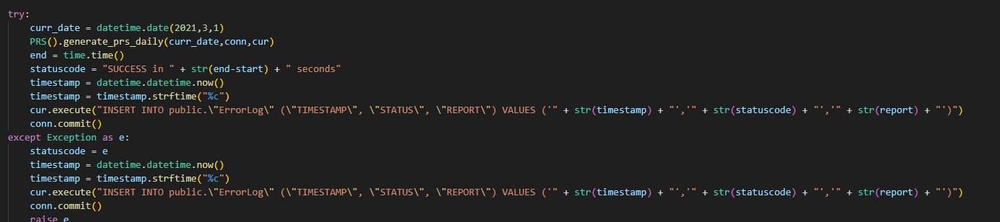 try:
    curr_date = datetime.date(2021,3,1)
    PRS().generate_prs_daily(curr_date,conn,cur)
    end = time.time()
    statuscode = "SUCCESS in " + str(end-start) + " seconds"
    timestamp = datetime.datetime.now()
    timestamp = timestamp.strftime("%c")
    cur.execute("INSERT INTO public.\"ErrorLog\" (\"TIMESTAMP\", \"STATUS\", \"REPORT\") VALUES ('" + str(timestamp) + "','" + str(statuscode) + "','" + str(report) + "')")
    conn.commit()
except Exception as e:
    statuscode = e
    timestamp = datetime.datetime.now()
    timestamp = timestamp.strftime("%c")
    cur.execute("INSERT INTO public.\"ErrorLog\" (\"TIMESTAMP\", \"STATUS\", \"REPORT\") VALUES ('" + str(timestamp) + "','" + str(statuscode) + "','" + str(report) + "')")
    conn.commit()
    raise e